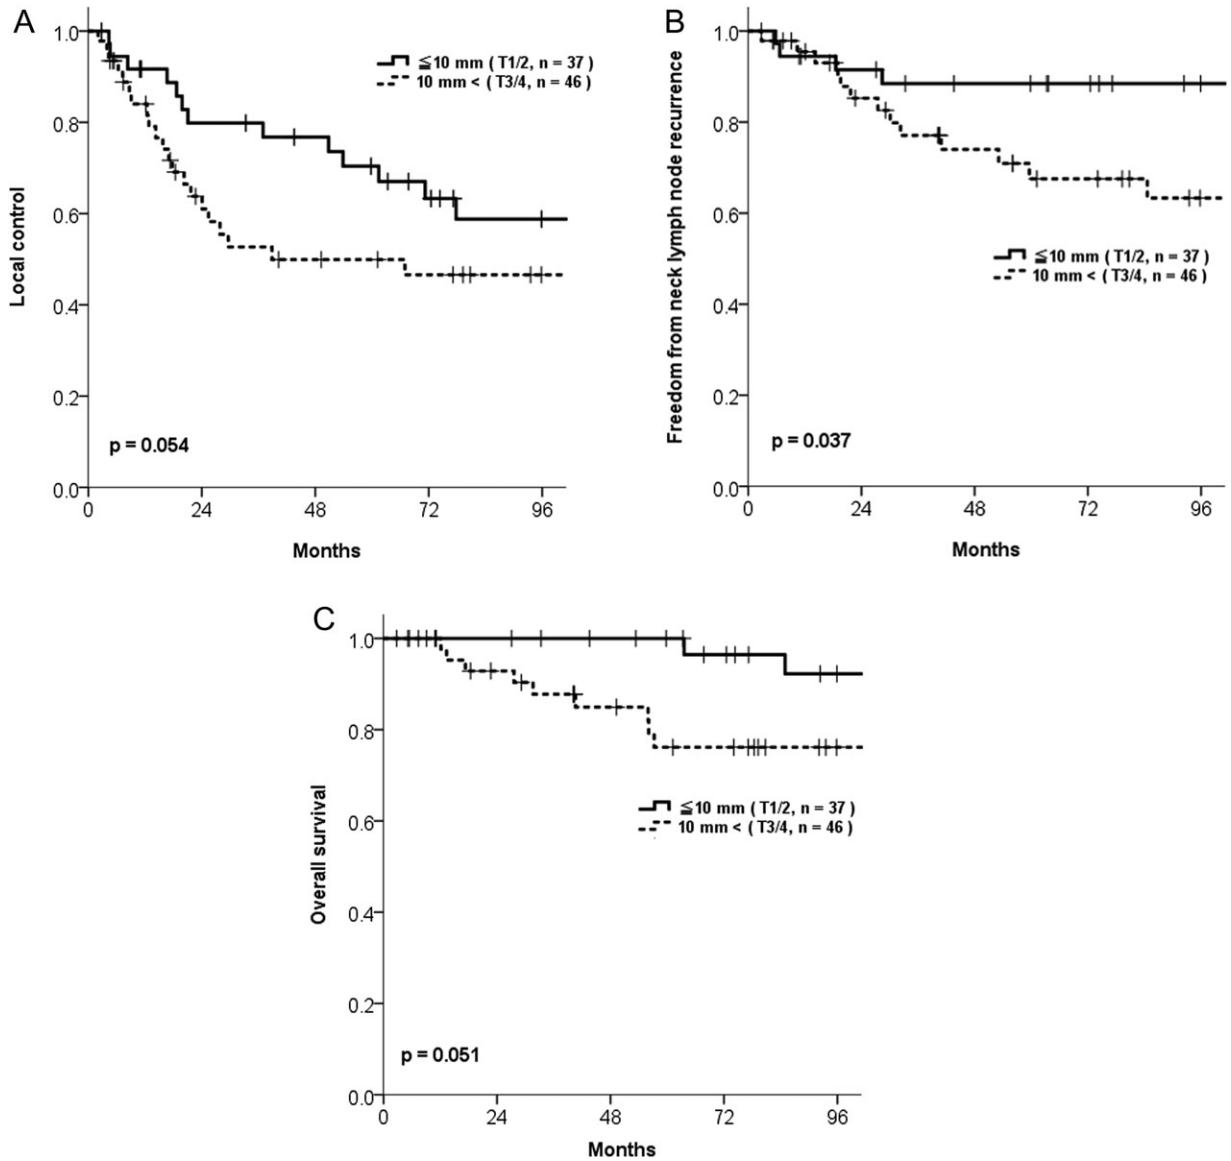 A
Local control
1.0
0.8
0.6
0.4
0.2
0.0
≦10 mm ( T1/2, n = 37 )
10 mm < ( T3/4, n = 46 )
p = 0.054
0 24 48 72 96
Months
B
Freedom from neck lymph node recurrence
1.0
0.8
0.6
0.4
0.2
0.0
≦10 mm ( T1/2, n = 37 )
10 mm < ( T3/4, n = 46 )
p = 0.037
0 24 48 72 96
Months
C
Overall survival
1.0
0.8
0.6
0.4
0.2
0.0
≦10 mm ( T1/2, n = 37 )
10 mm < ( T3/4, n = 46 )
p = 0.051
0 24 48 72 96
Months